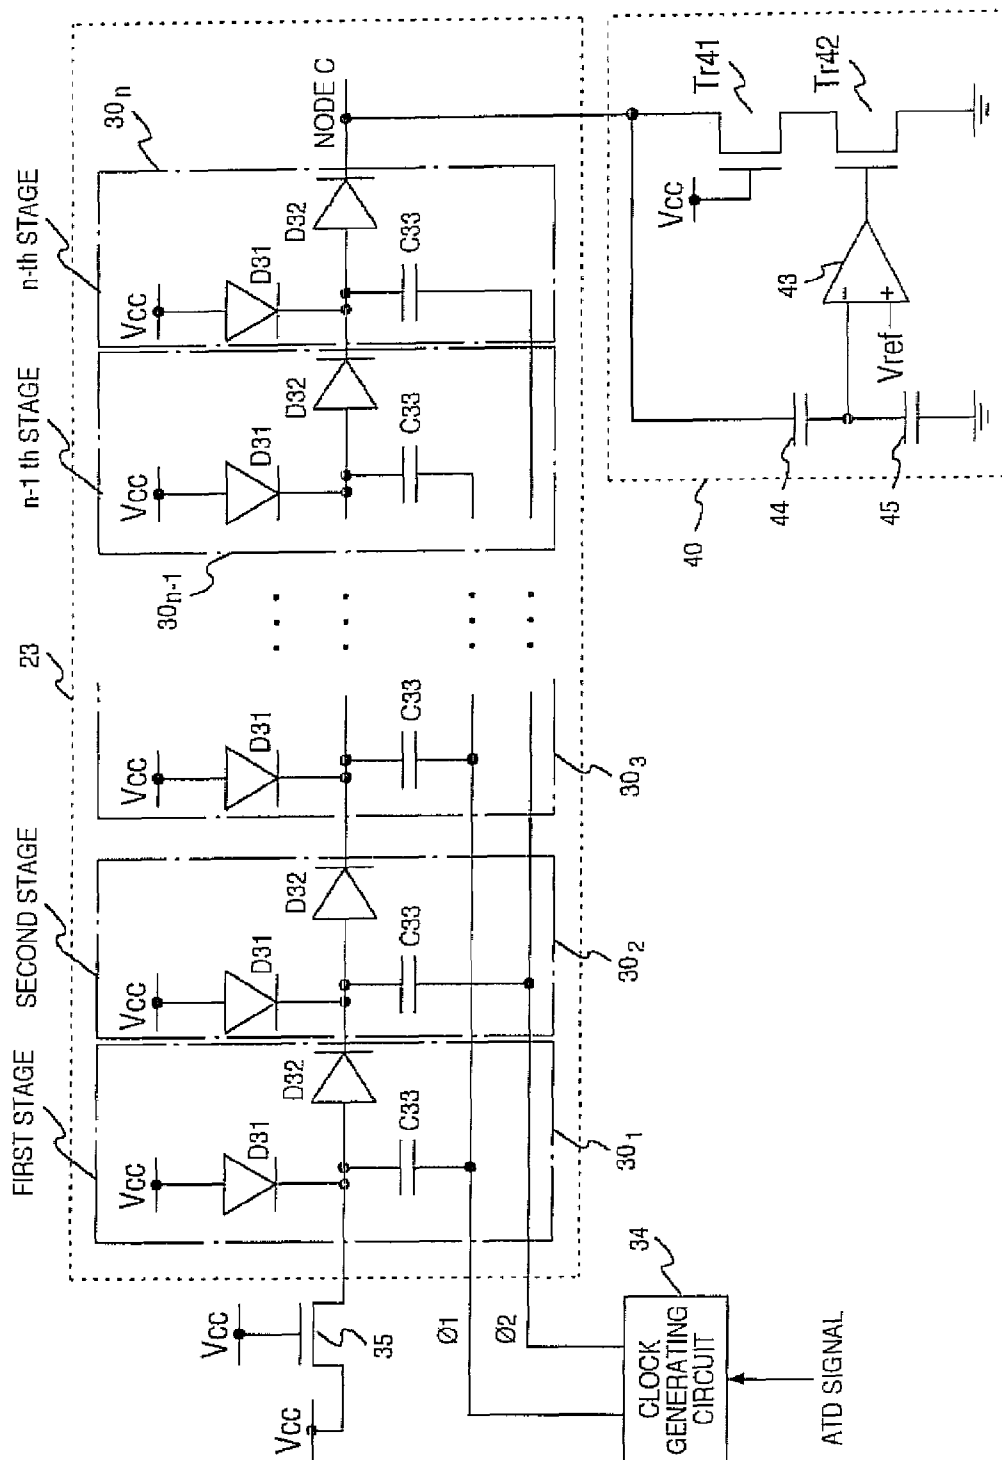 FIRST STAGE
SECOND STAGE
n-1 th STAGE
n-th STAGE
23
30n
30n-1
Vcc
Vcc
Vcc
Vcc
Vcc
D31
D31
D31
D31
D31
D32
D32
D32
D32
NODE C
C33
C33
C33
C33
C33
301
302
303
Vcc
Vcc
35
Ø1
Ø2
34
CLOCK
GENERATING
CIRCUIT
ATD SIGNAL
40
44
45
Vcc
Tr41
Tr42
43
−
+
Vref